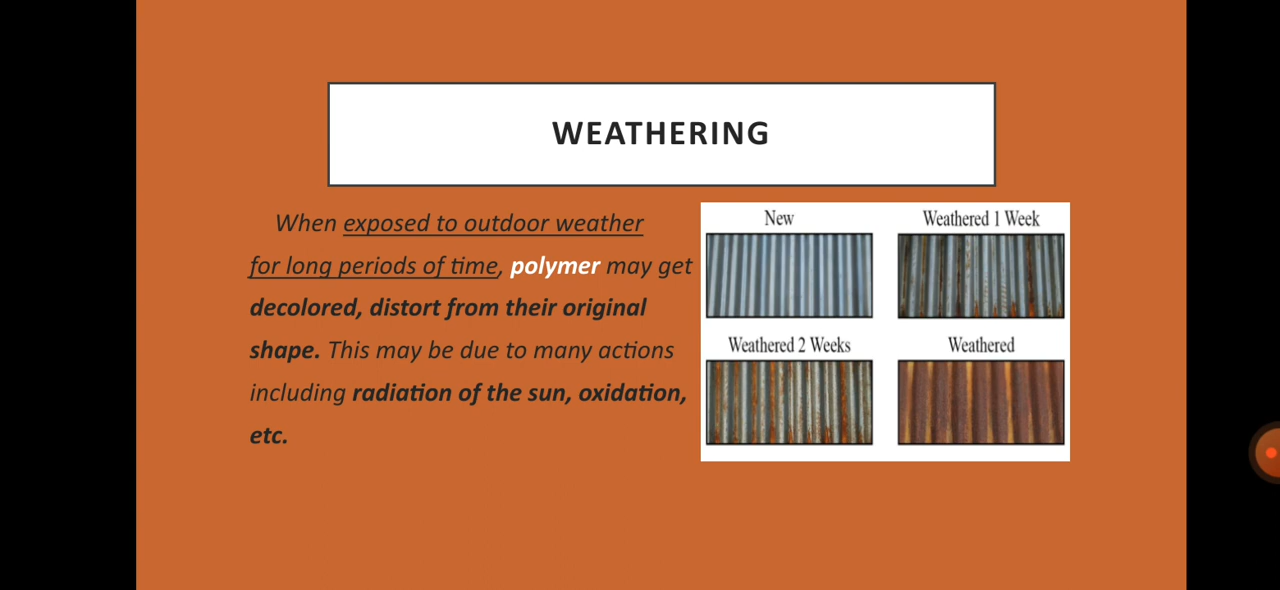 WEATHERING
When exposed to outdoor weather
for long periods of time, polymer may get
decolored, distort from their original
shape. This may be due to many actions
including radiation of the sun, oxidation,
etc.
New
Weathered 1 Week
Weathered 2 Weeks
Weathered